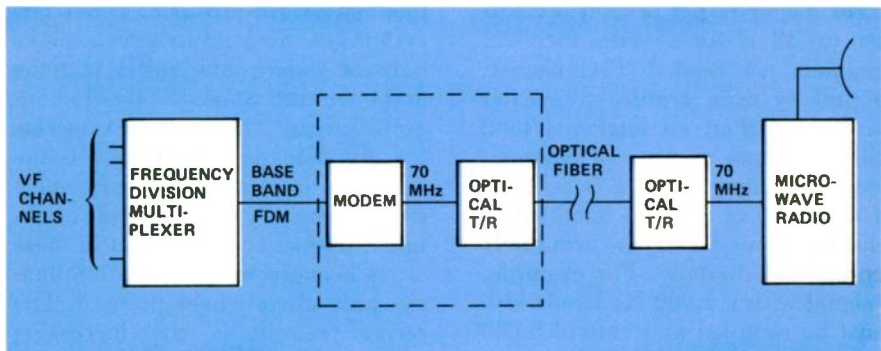 VF
CHAN-
NELS
FREQUENCY
DIVISION
MULTI-
PLEXER
BASE
BAND
FDM
MODEM
70
MHz
OPTI-
CAL
T/R
OPTICAL
FIBER
OPTI-
CAL
T/R
70
MHz
MICRO-
WAVE
RADIO